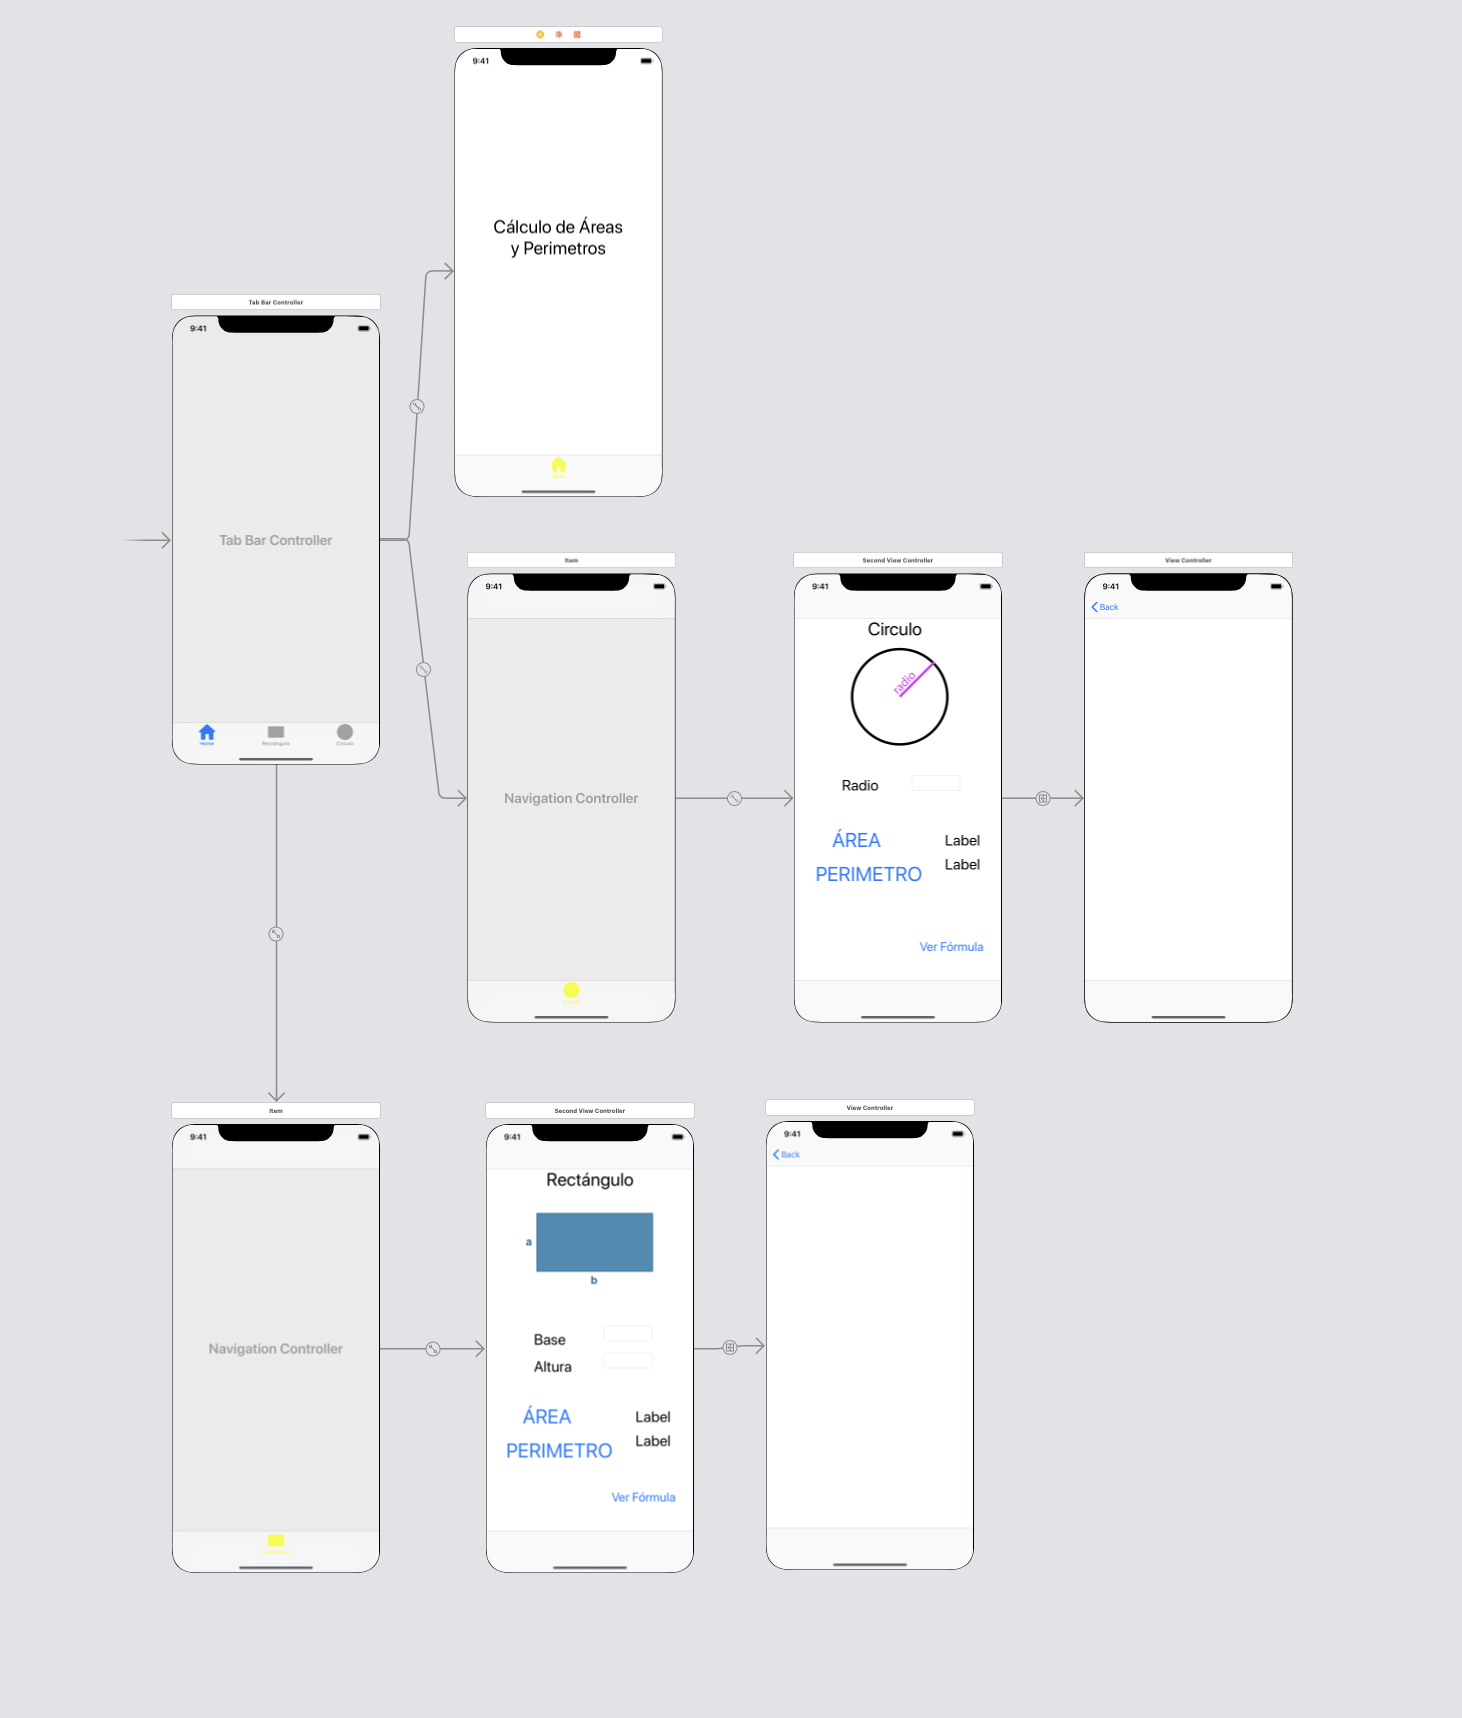 9:41
Cálculo de Áreas
y Perimetros
Tab Bar Controller
9:41
Tab Bar Controller
Home
Rectángulo
Círculo
Item
9:41
Navigation Controller
Second View Controller
9:41
Circulo
radio
Radio
ÁREA
Label
PERIMETRO
Label
Ver Fórmula
View Controller
9:41
Back
Item
9:41
Navigation Controller
Second View Controller
9:41
Rectángulo
a
b
Base
Altura
ÁREA
Label
PERIMETRO
Label
Ver Fórmula
View Controller
9:41
Back